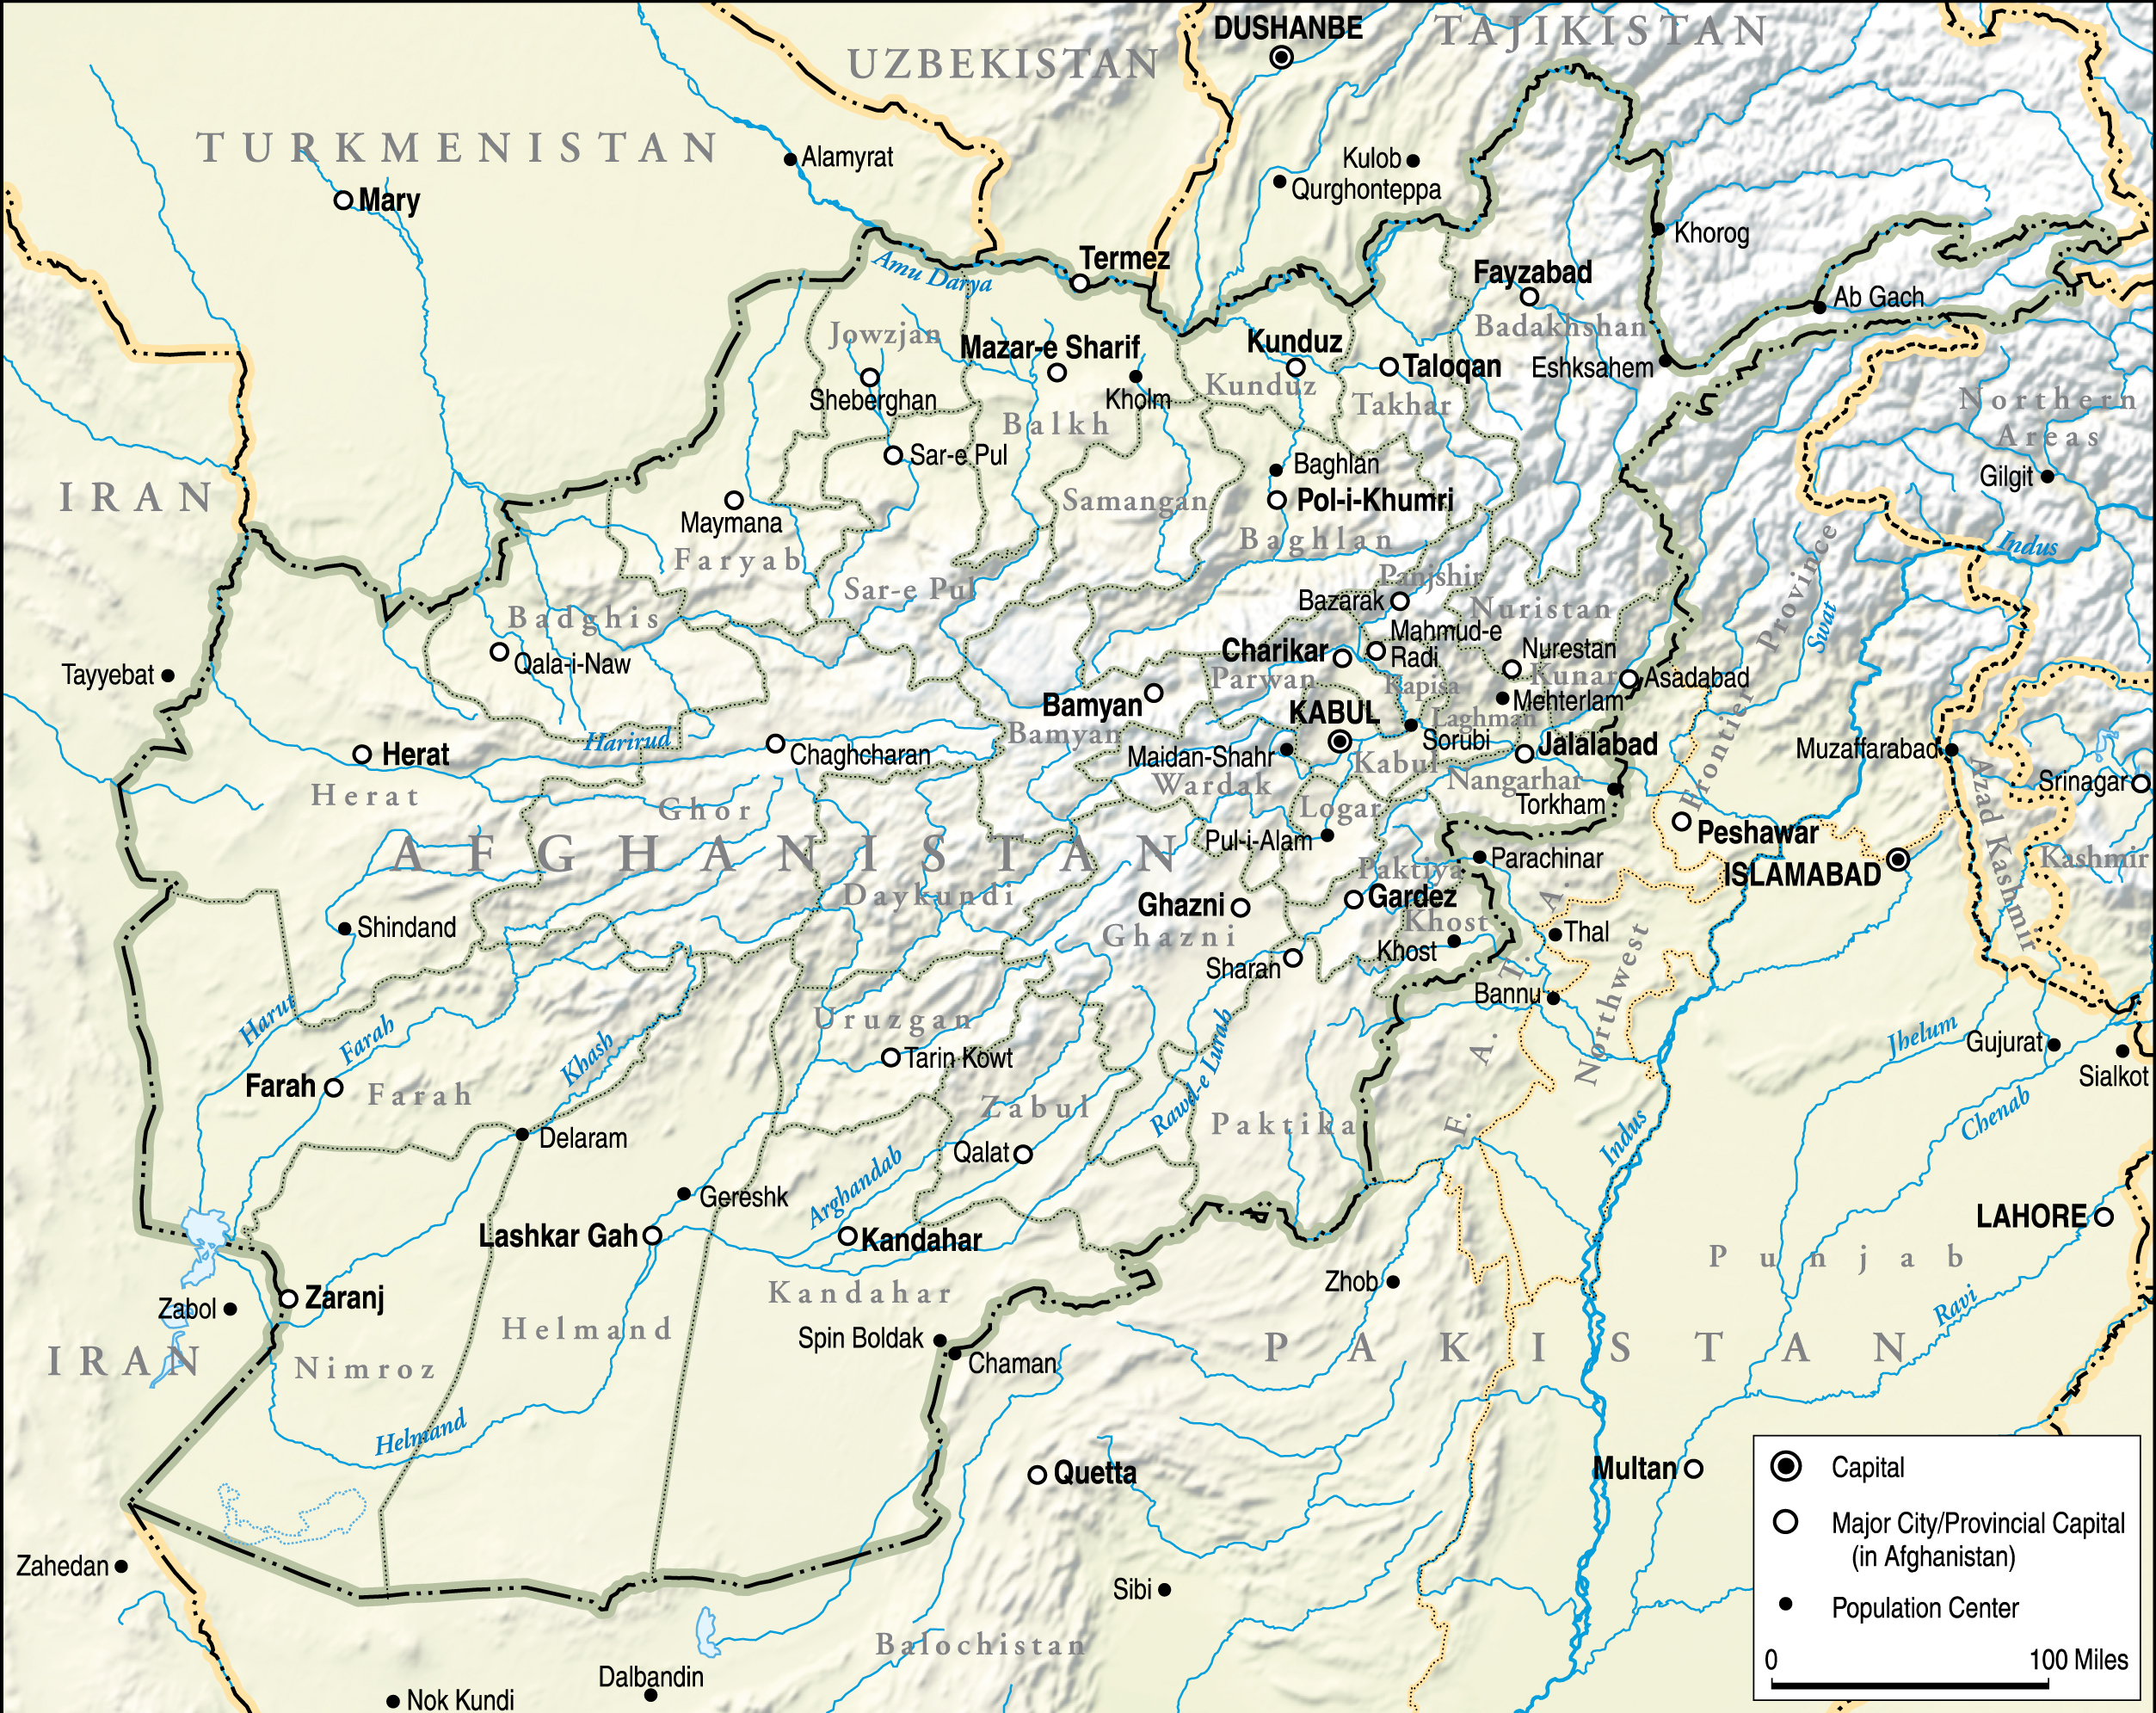 DUSHANBE
TAJIKISTAN
UZBEKISTAN
TURKMENISTAN
Alamyrat
Kulob
Qurghonteppa
Mary
Khorog
Termez
Amu Darya
Fayzabad
Ab Gach
Badakhshan
Jowzjan
Mazar-e Sharif
Kunduz
Taloqan
Eshksahem
Sheberghan
Kholm
Kunduz
Takhar
Northern
Areas
Balkh
Sar-e Pul
Baghlan
Gilgit
IRAN
Maymana
Samangan
Pol-i-Khumri
Baghlan
Indus
Faryab
Sar-e Pul
Panjshir
Bazarak
Nuristan
Province
Swat
Badghis
Mahmud-e
Radi
Charikar
Nurestan
Qala-i-Naw
Tayyebat
Parwan
Kapisa
Kunar
Asadabad
Mehterlam
Bamyan
KABUL
Laghman
Bamyan
Harirud
Herat
Chaghcharan
Maidan-Shahr
Sorubi
Jalalabad
Muzaffarabad
Kabul
Nangarhar
Frontier
Srinagar
Wardak
Herat
Ghor
Logar
Torkham
Azad Kashmir
Pul-i-Alam
Peshawar
AFGHANISTAN
Parachinar
ISLAMABAD
Kashmir
Paktiya
Daykundi
Ghazni
Gardez
Khost
Shindand
Ghazni
Khost
Thal
Sharan
Northwest
F.A.T.A.
Bannu
Harut
Farah
Khash
Uruzgan
Tarin Kowt
Rawd-e Lurah
Jhelum
Gujurat
Sialkot
Farah
Farah
Zabul
Paktika
Indus
Chenab
Delaram
Qalat
Arghandab
Gereshk
Lashkar Gah
Kandahar
LAHORE
Punjab
Zabol
Zaranj
Kandahar
Zhob
Ravi
Helmand
Spin Boldak
Chaman
PAKISTAN
IRAN
Nimroz
Helmand
Quetta
Multan
Zahedan
Sibi
Balochistan
Dalbandin
Nok Kundi
Capital
Major City/Provincial Capital
(in Afghanistan)
Population Center
0
100 Miles